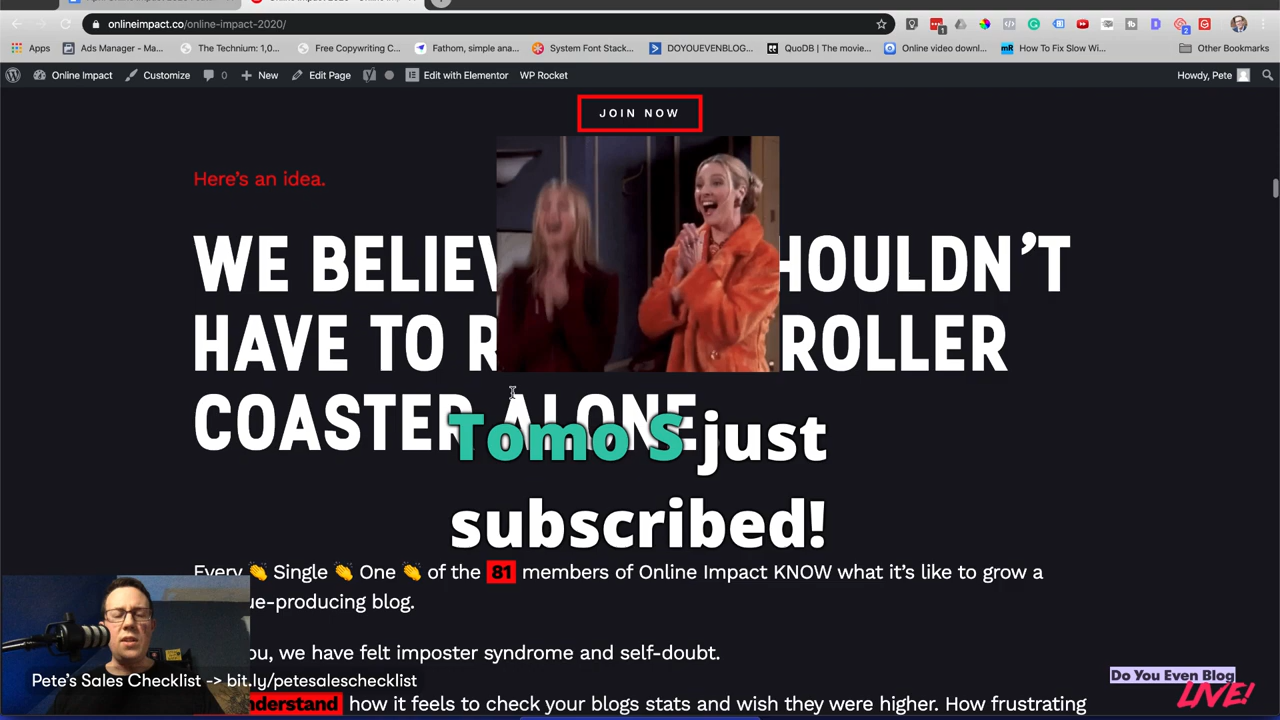 onlineimpact.co/online-impact-2020/
Apps Ads Manager - Ma... The Technium: 1,0... Free Copywriting C... Fathom, simple ana... System Font Stack... DOYOUEVENBLOG... QuoDB | The movie... Online video downl... How To Fix Slow Wi... Other Bookmarks
Online Impact Customize 0 New Edit Page Edit with Elementor WP Rocket Howdy, Pete
JOIN NOW
Here's an idea.
WE BELIEV HOULDN'T
HAVE TO R ROLLER
COASTER ALONE
Tomo S just
subscribed!
Every 👏 Single 👏 One 👏 of the 81 members of Online Impact KNOW what it's like to grow a
ue-producing blog.
ou, we have felt imposter syndrome and self-doubt.
Pete's Sales Checklist -> bit.ly/petesaleschecklist
Do You Even Blog
LIVE!
nderstand how it feels to check your blogs stats and wish they were higher. How frustrating